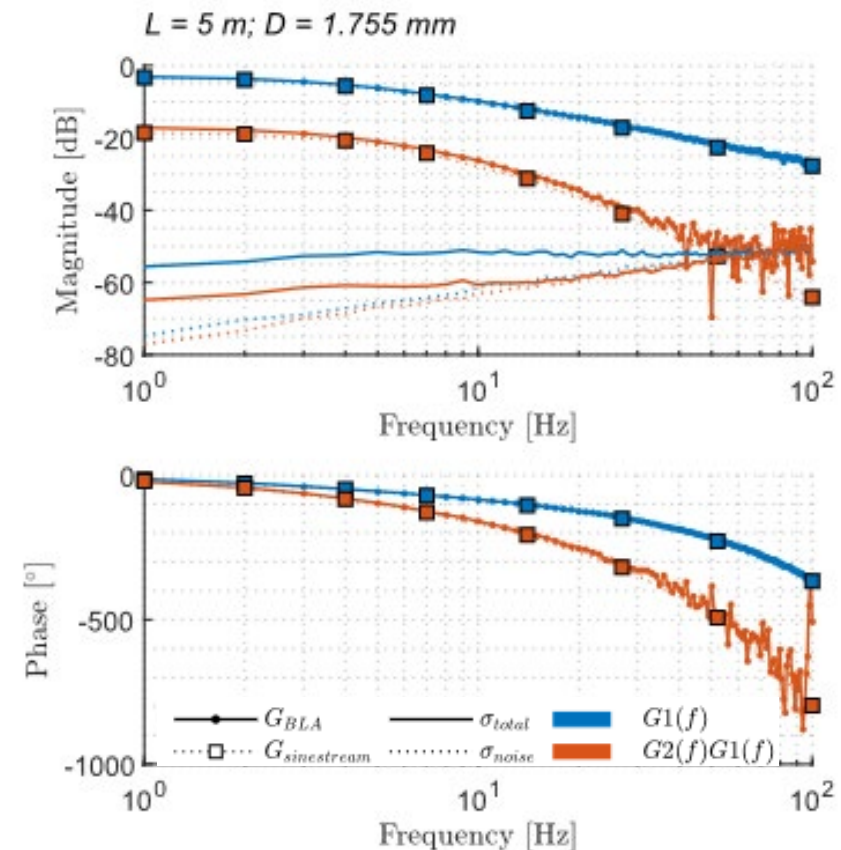 L = 5 m; D = 1.755 mm
0
-20
-40
-60
-80
Magnitude [dB]
10^0 10^1 10^2
Frequency [Hz]
0
-500
-1000
Phase [°]
G_BLA σ_total G1(f)
G_sinestream σ_noise G2(f)G1(f)
10^0 10^1 10^2
Frequency [Hz]